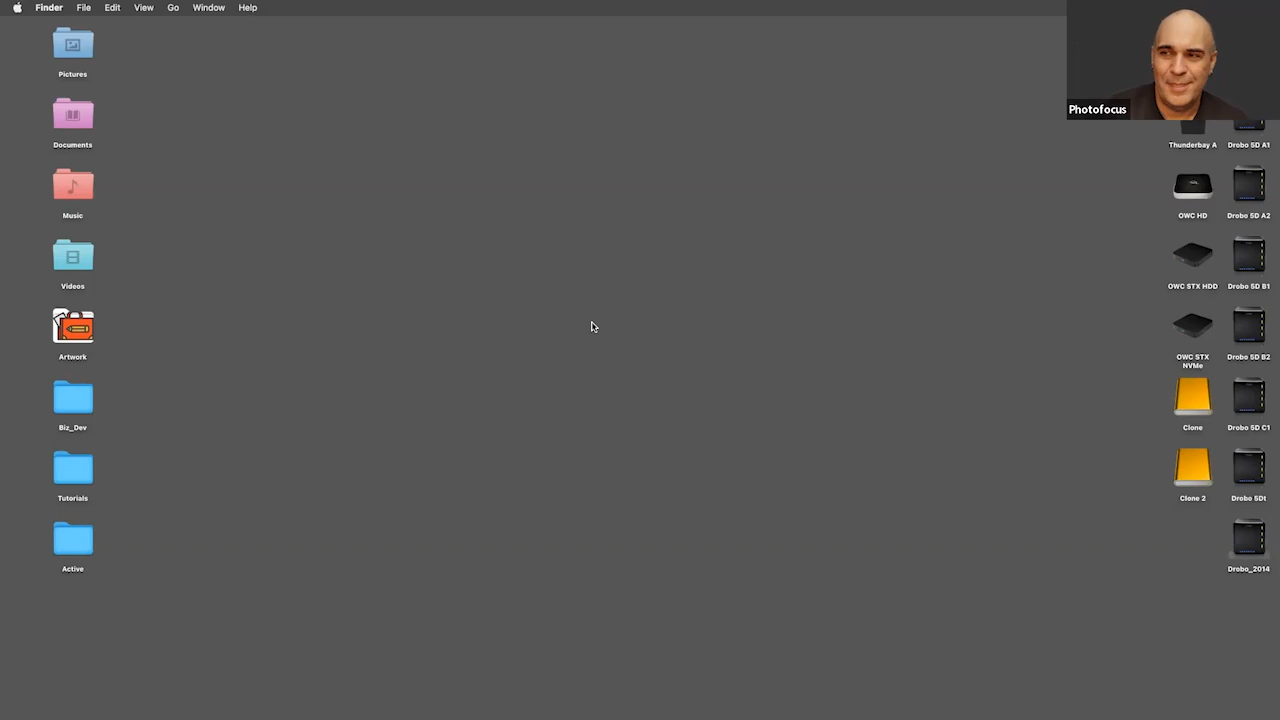 Finder File Edit View Go Window Help
Photofocus
Pictures
Documents
Music
Videos
Artwork
Biz_Dev
Tutorials
Active
Thunderbay A
OWC HD
OWC STX HDD
OWC STX
NVMe
Clone
Clone 2
Drobo 5D A1
Drobo 5D A2
Drobo 5D B1
Drobo 5D B2
Drobo 5D C1
Drobo 5Dt
Drobo_2014